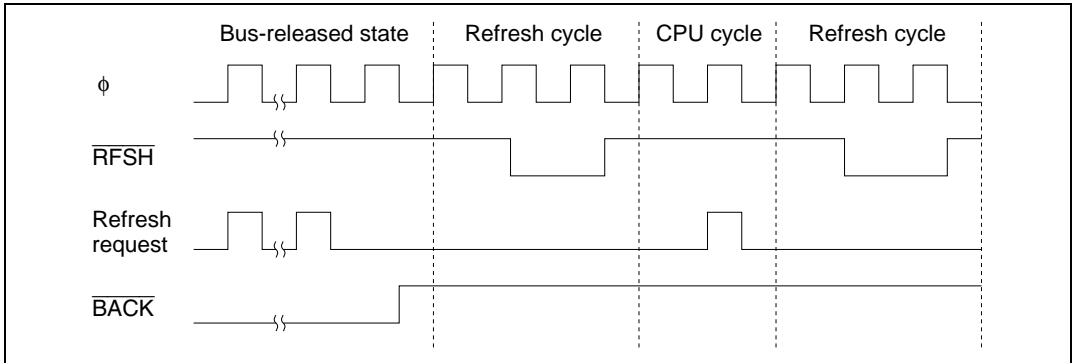 Bus-released state Refresh cycle CPU cycle Refresh cycle
ϕ
RFSH
Refresh
request
BACK